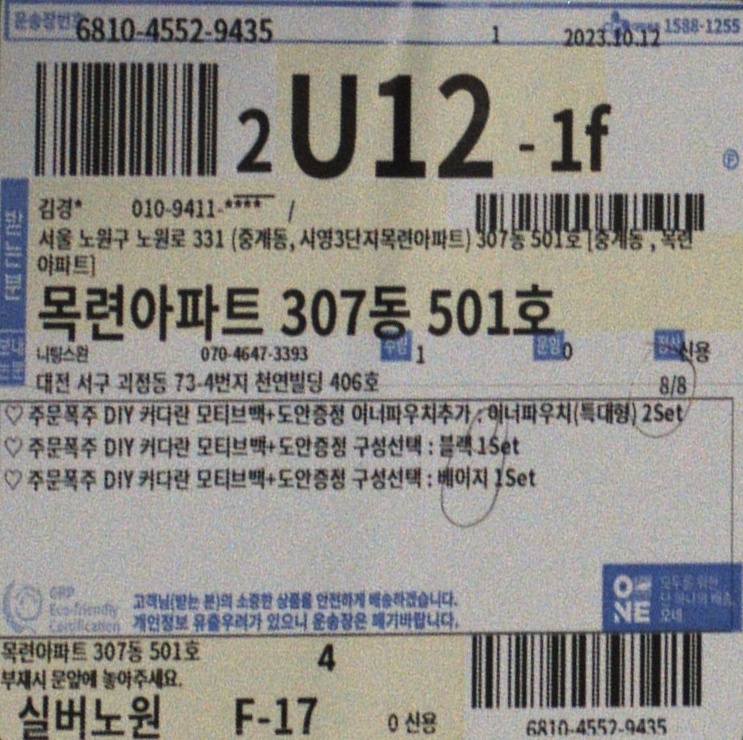 운송장번호 6810-4552-9435 1 2023.10.12 1588-1255
2 U12 - 1f
김경* 010-9411-**** /
서울 노원구 노원로 331 (중계동, 시영3단지목련아파트) 307동 501호 [중계동 , 목련
아파트]
목련아파트 307동 501호
니팅스완 070-4647-3393 수량 1 운임 0 정산 신용
대전 서구 괴정동 73-4번지 천연빌딩 406호 8/8
♡ 주문폭주 DIY 커다란 모티브백+도안증정 이너파우치추가 : 이너파우치(특대형) 2Set
♡ 주문폭주 DIY 커다란 모티브백+도안증정 구성선택 : 블랙 1Set
♡ 주문폭주 DIY 커다란 모티브백+도안증정 구성선택 : 베이지 1Set
GRP
Eco-friendly
Certification
고객님(받는 분)의 소중한 상품을 안전하게 배송하겠습니다.
개인정보 유출우려가 있으니 운송장은 폐기바랍니다.
ONE
모두를 위한
단 하나의 배송
오네
목련아파트 307동 501호 4
부재시 문앞에 놓아주세요.
실버노원 F-17 0 신용
6810-4552-9435